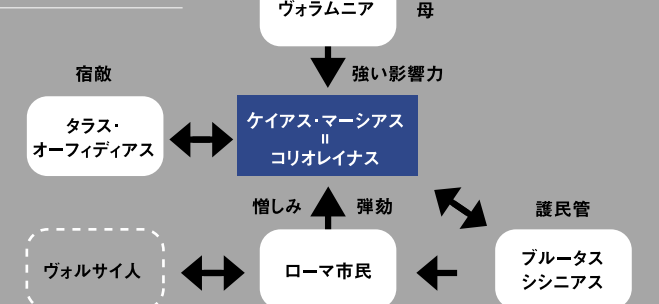 ヴォラムニア
母
強い影響力
宿敵
タラス・
オーフィディアス
ケイアス・マーシアス
=
コリオレイナス
憎しみ
弾劾
護民管
ヴォルサイ人
ローマ市民
ブルータス
シシニアス